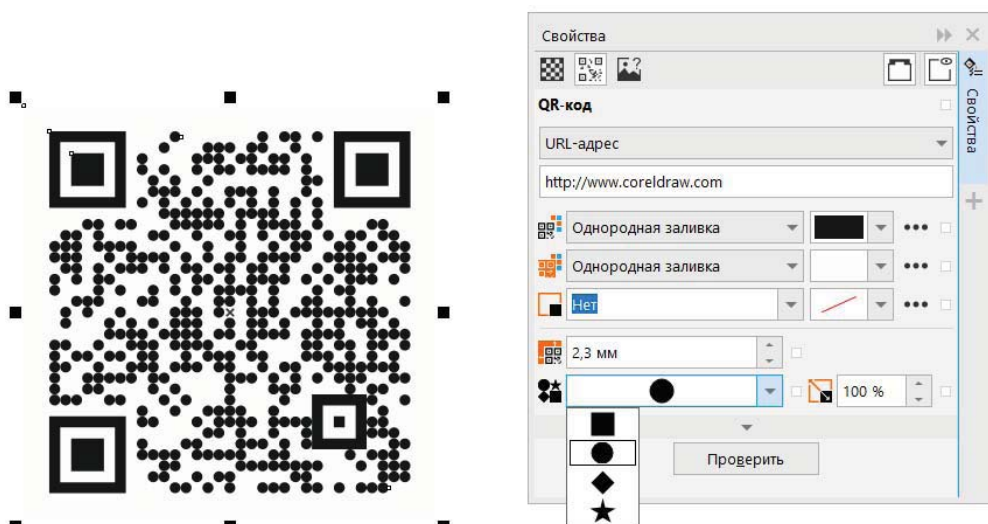 Свойства
QR-код
URL-адрес
http://www.coreldraw.com
Однородная заливка
Однородная заливка
Нет
2,3 мм
100 %
Проверить
Свойства